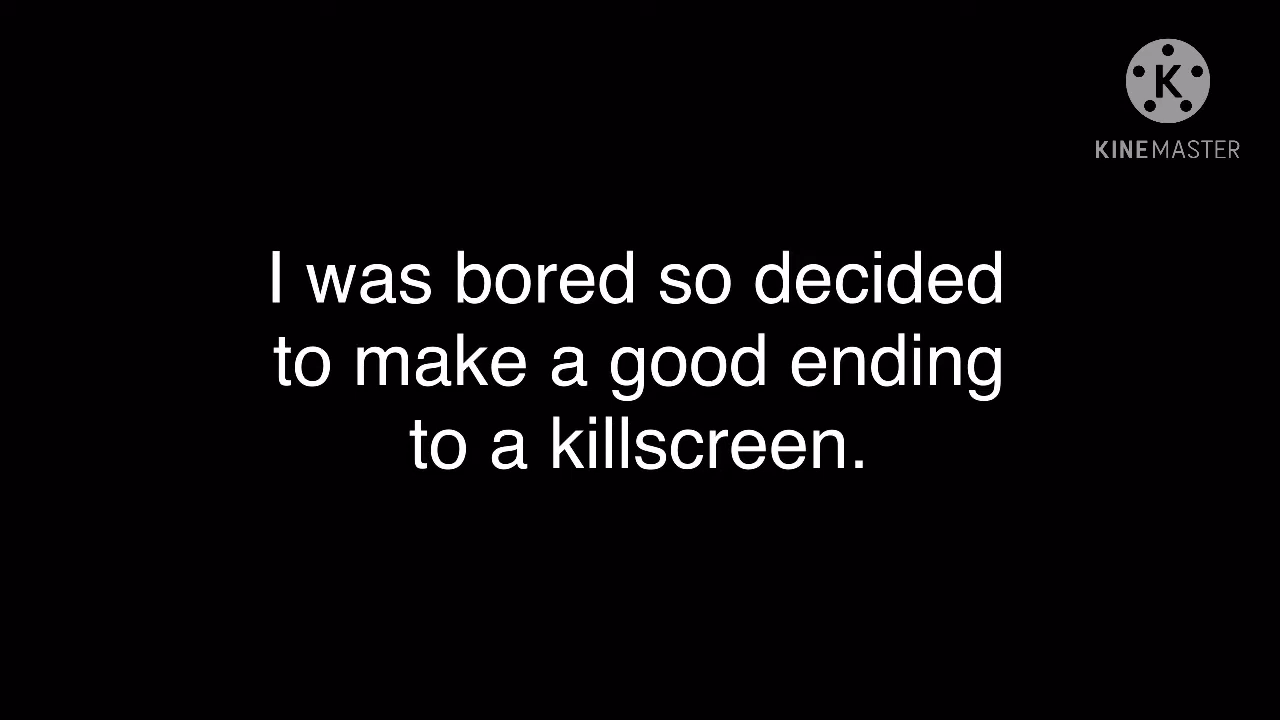 K
KINEMASTER
I was bored so decided
to make a good ending
to a killscreen.